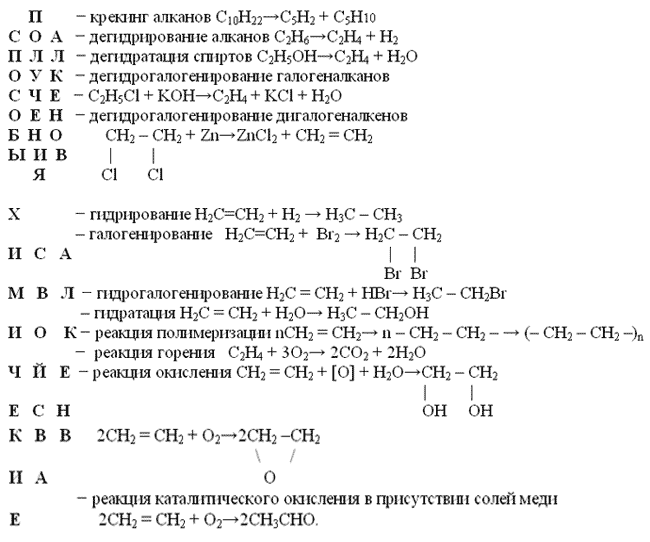 П – крекинг алканов C₁₀H₂₂→C₅H₂ + C₅H10
С О А – дегидрирование алкана C₂H₆→C₂H₄ + H₂
П Л Л – дегидратация спиртов C₂H₅OH→C₂H₄ + H₂O
О У К – дегидрогалогенирование галогеналканов
С Ч Е – C₂H₅Cl + KOH→C₂H₄ + KCl + H₂O
О Е Н – дегидрогалогенирование дигалогеналкенов
Б Н О CH₂ – CH₂ + Zn→ZnCl₂ + CH₂ = CH₂
Ы И В | |
Я Cl Cl
Х – гидрирование H₂C=CH₂ + H₂ → H₃C – CH₃
– галогенирование H₂C=CH₂ + Br₂ → H₂C – CH₂
И С А | |
Br Br
М В Л – гидрогалогенирование H₂C = CH₂ + HBr→ H₃C – CH₂Br
– гидратация H₂C = CH₂ + H₂O→ H₃C – CH₂OH
И О К – реакция полимеризации nCH₂ = CH₂→ n – CH₂ – CH₂ – → (– CH₂ – CH₂ –)ₙ
– реакция горения C₂H₄ + 3O₂→ 2CO₂ + 2H₂O
Ч Й Е – реакция окисления CH₂ = CH₂ + [O] + H₂O→CH₂ – CH₂
| |
Е С Н OH OH
К В В 2CH₂ = CH₂ + O₂→2CH₂ –CH₂
\ /
И А O
– реакция каталитического окисления в присутствии солей меди
Е 2CH₂ = CH₂ + O₂→2CH₃CHO.